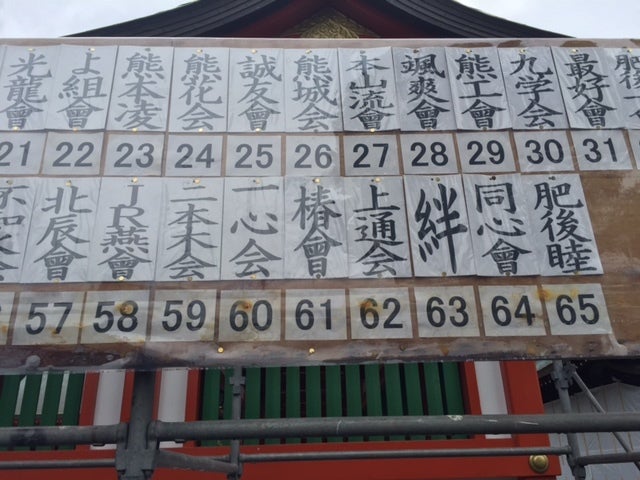 光龍會
よ組會
熊本凌
熊花会
誠友會
熊城会
本山流會
颯爽會
熊工會
九学会
最好會
21 22 23 24 25 26 27 28 29 30 31
北辰會
JR燕會
二本木会
一心会
椿會
上通会
絆
同心會
肥後睦
57 58 59 60 61 62 63 64 65